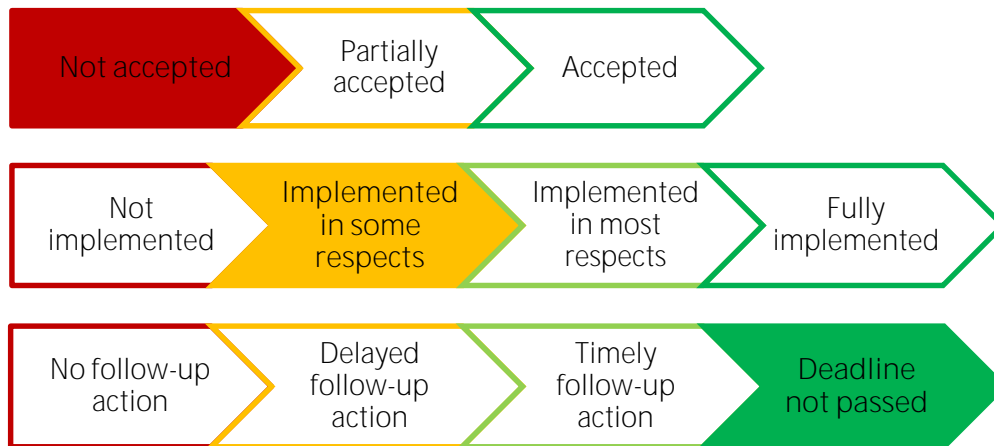 Not accepted
Partially
accepted
Accepted
Not
implemented
Implemented
in some
respects
Implemented
in most
respects
Fully
implemented
No follow-up
action
Delayed
follow-up
action
Timely
follow-up
action
Deadline
not passed